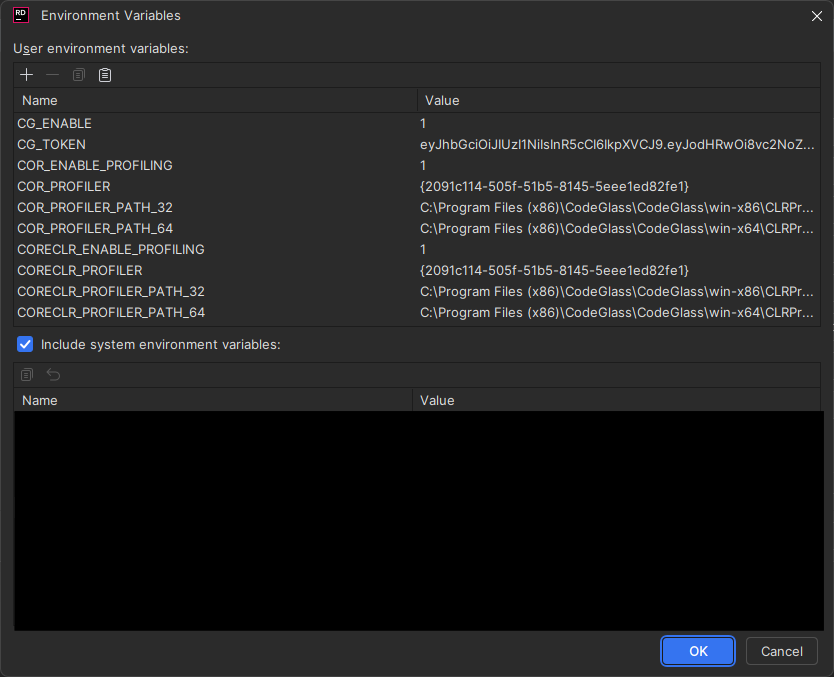 RD
Environment Variables
User environment variables:
Name Value
CG_ENABLE 1
CG_TOKEN eyJhbGciOiJIUzI1NiIsInR5cCI6IkpXVCJ9.eyJodHRwOi8vc2NoZ...
COR_ENABLE_PROFILING 1
COR_PROFILER {2091c114-505f-51b5-8145-5eee1ed82fe1}
COR_PROFILER_PATH_32 C:\Program Files (x86)\CodeGlass\CodeGlass\win-x86\CLRPr...
COR_PROFILER_PATH_64 C:\Program Files (x86)\CodeGlass\CodeGlass\win-x64\CLRPr...
CORECLR_ENABLE_PROFILING 1
CORECLR_PROFILER {2091c114-505f-51b5-8145-5eee1ed82fe1}
CORECLR_PROFILER_PATH_32 C:\Program Files (x86)\CodeGlass\CodeGlass\win-x86\CLRPr...
CORECLR_PROFILER_PATH_64 C:\Program Files (x86)\CodeGlass\CodeGlass\win-x64\CLRPr...
Include system environment variables:
Name Value
OK Cancel